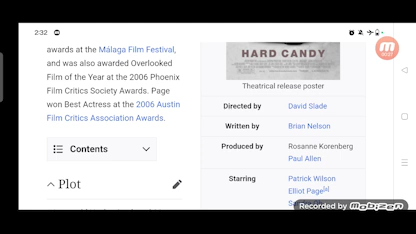 2:32
awards at the Málaga Film Festival,
and was also awarded Overlooked
Film of the Year at the 2006 Phoenix
Film Critics Society Awards. Page
won Best Actress at the 2006 Austin
Film Critics Association Awards.
Contents
Plot
HARD CANDY
Theatrical release poster
Directed by David Slade
Written by Brian Nelson
Produced by Rosanne Korenberg
Paul Allen
Starring Patrick Wilson
Elliot Page[a]
Recorded by MOBIZEN